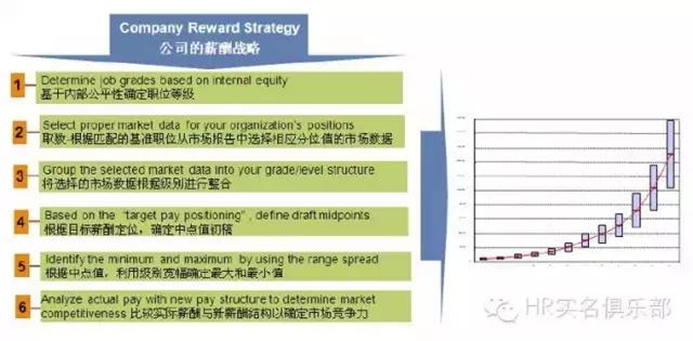 Company Reward Strategy
公司的薪酬战略
1
Determine job grades based on internal equity
基于内部公平性确定职位等级
2
Select proper market data for your organization's positions
取数-根据匹配的基准职位从市场报告中选择相应分位值的市场数据
3
Group the selected market data into your grade/level structure
将选择的市场数据根据级别进行整合
4
Based on the "target pay positioning", define draft midpoints
根据目标薪酬定位，确定中点值初稿
5
Identify the minimum and maximum by using the range spread
根据中点值，利用级别宽幅确定最大和最小值
6
Analyze actual pay with new pay structure to determine market
competitiveness 比较实际薪酬与新薪酬结构以确定市场竞争力
HR实名俱乐部